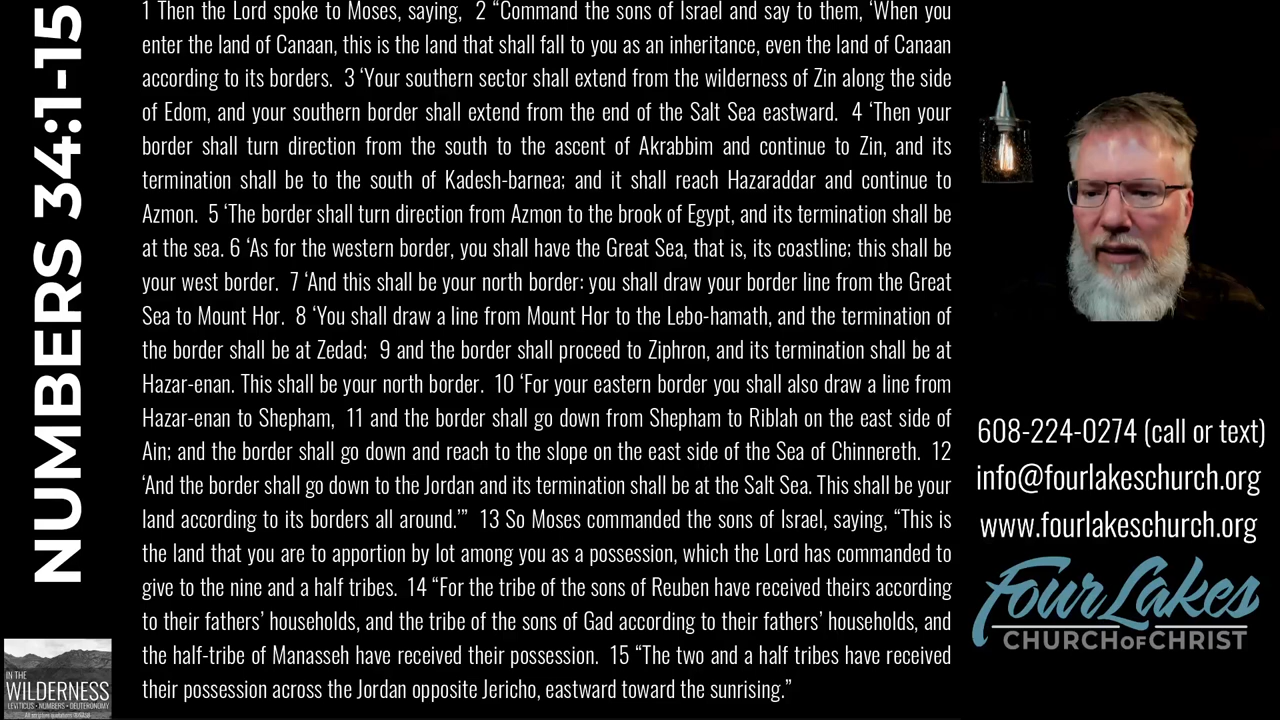 NUMBERS 34:1-15
1 Then the Lord spoke to Moses, saying, 2 “Command the sons of Israel and say to them, ‘When you
enter the land of Canaan, this is the land that shall fall to you as an inheritance, even the land of Canaan
according to its borders. 3 ‘Your southern sector shall extend from the wilderness of Zin along the side
of Edom, and your southern border shall extend from the end of the Salt Sea eastward. 4 ‘Then your
border shall turn direction from the south to the ascent of Akrabbim and continue to Zin, and its
termination shall be to the south of Kadesh-barnea; and it shall reach Hazaraddar and continue to
Azmon. 5 ‘The border shall turn direction from Azmon to the brook of Egypt, and its termination shall be
at the sea. 6 ‘As for the western border, you shall have the Great Sea, that is, its coastline; this shall be
your west border. 7 ‘And this shall be your north border: you shall draw your border line from the Great
Sea to Mount Hor. 8 ‘You shall draw a line from Mount Hor to the Lebo-hamath, and the termination of
the border shall be at Zedad; 9 and the border shall proceed to Ziphron, and its termination shall be at
Hazar-enan. This shall be your north border. 10 ‘For your eastern border you shall also draw a line from
Hazar-enan to Shepham, 11 and the border shall go down from Shepham to Riblah on the east side of
Ain; and the border shall go down and reach to the slope on the east side of the Sea of Chinnereth. 12
‘And the border shall go down to the Jordan and its termination shall be at the Salt Sea. This shall be your
land according to its borders all around.’” 13 So Moses commanded the sons of Israel, saying, “This is
the land that you are to apportion by lot among you as a possession, which the Lord has commanded to
give to the nine and a half tribes. 14 “For the tribe of the sons of Reuben have received theirs according
to their fathers’ households, and the tribe of the sons of Gad according to their fathers’ households, and
the half-tribe of Manasseh have received their possession. 15 “The two and a half tribes have received
their possession across the Jordan opposite Jericho, eastward toward the sunrising.”
608-224-0274 (call or text)
info@fourlakeschurch.org
www.fourlakeschurch.org
Four Lakes
CHURCH OF CHRIST
IN THE
WILDERNESS
LEVITICUS • NUMBERS • DEUTERONOMY